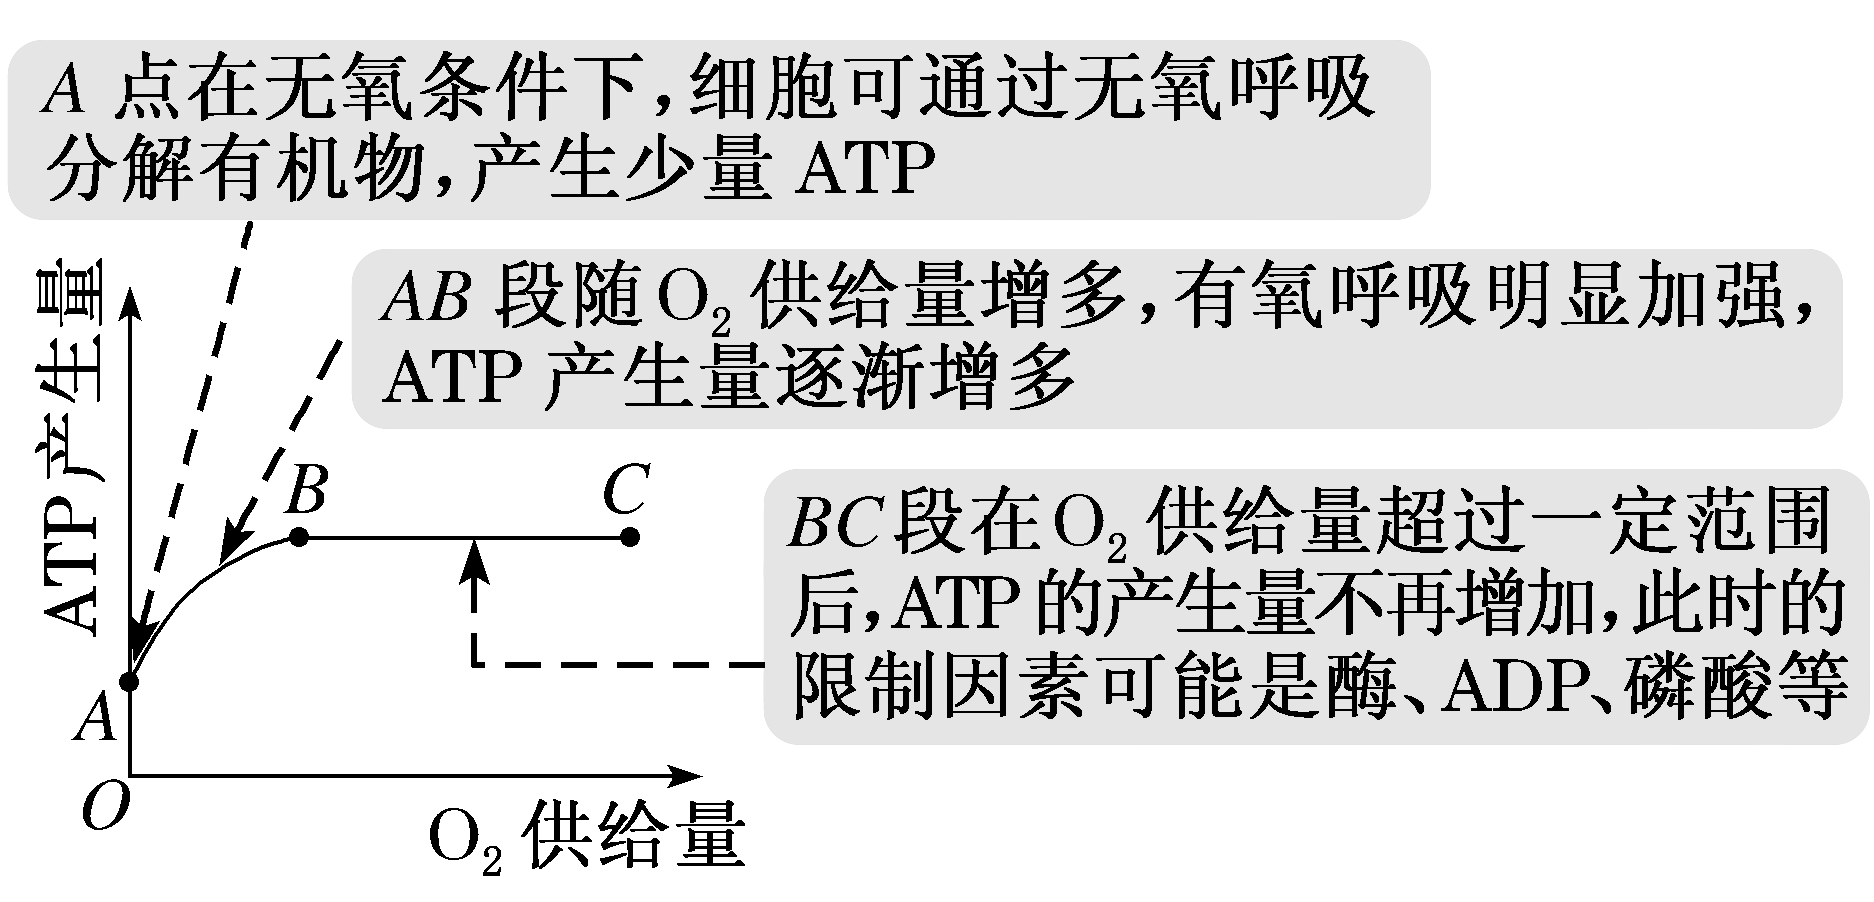 A 点在无氧条件下,细胞可通过无氧呼吸
分解有机物,产生少量 ATP
AB 段随 O₂ 供给量增多,有氧呼吸明显加强,
ATP 产生量逐渐增多
BC 段在 O₂ 供给量超过一定范围
后,ATP 的产生量不再增加,此时的
限制因素可能是酶、ADP、磷酸等
ATP 产生量
B
C
A
O
O₂ 供给量